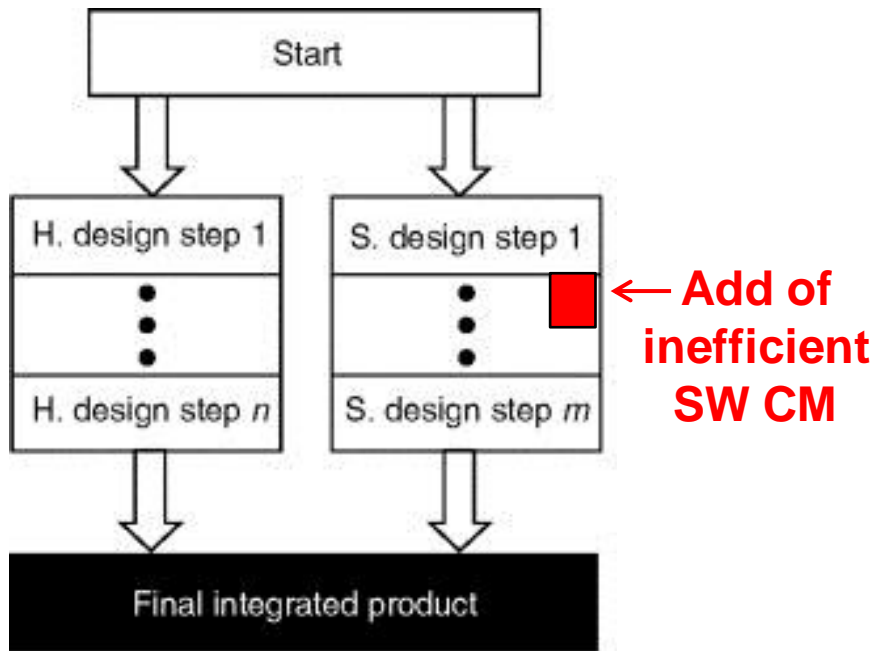 Start
H. design step 1
S. design step 1
H. design step n
S. design step m
Add of
inefficient
SW CM
Final integrated product